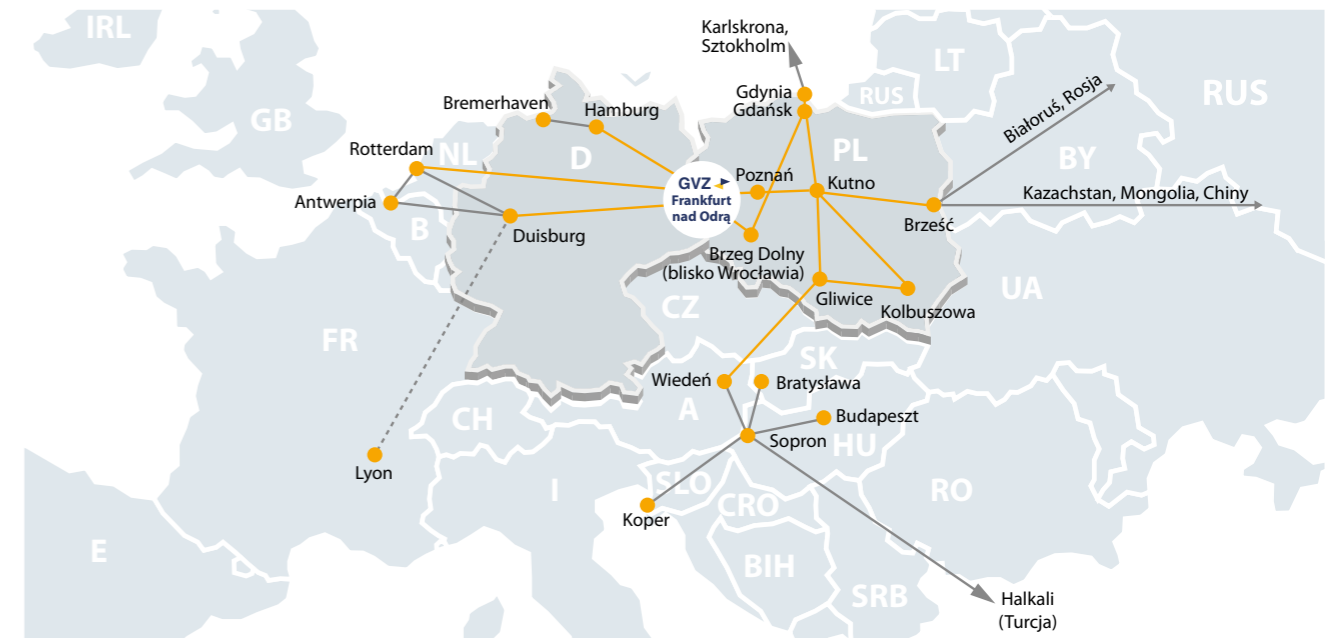 IRL
GB
Karlskrona,
Sztokholm
LT
RUS
RUS
Białoruś, Rosja
BY
Kazachstan, Mongolia, Chiny
Bremerhaven
Hamburg
Gdynia
Gdańsk
PL
D
NL
Rotterdam
Antwerpia
B
Duisburg
GVZ
Frankfurt
nad Odrą
Poznań
Kutno
Brześć
Brzeg Dolny
(blisko Wrocławia)
Gliwice
Kolbuszowa
UA
CZ
SK
FR
Wiedeń
Bratysława
A
Budapeszt
CH
Sopron
HU
Lyon
I
SLO
CRO
RO
Koper
E
BIH
SRB
Halkali
(Turcja)